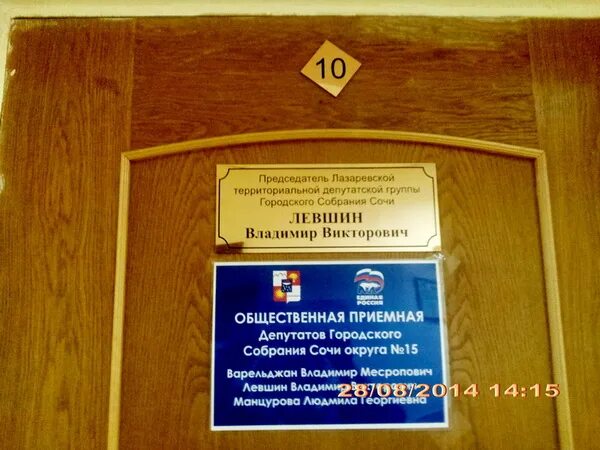 10
Председатель Лазаревской
территориальной депутатской группы
Городского Собрания Сочи
ЛЕВШИН
Владимир Викторович
ЕДИНАЯ
РОССИЯ
ОБЩЕСТВЕННАЯ ПРИЕМНАЯ
Депутатов Городского
Собрания Сочи округа №15
Варельджан Владимир Месропович
Левшин Владимир
Манцурова Людмила Георгиевна
28/08/2014 14:15